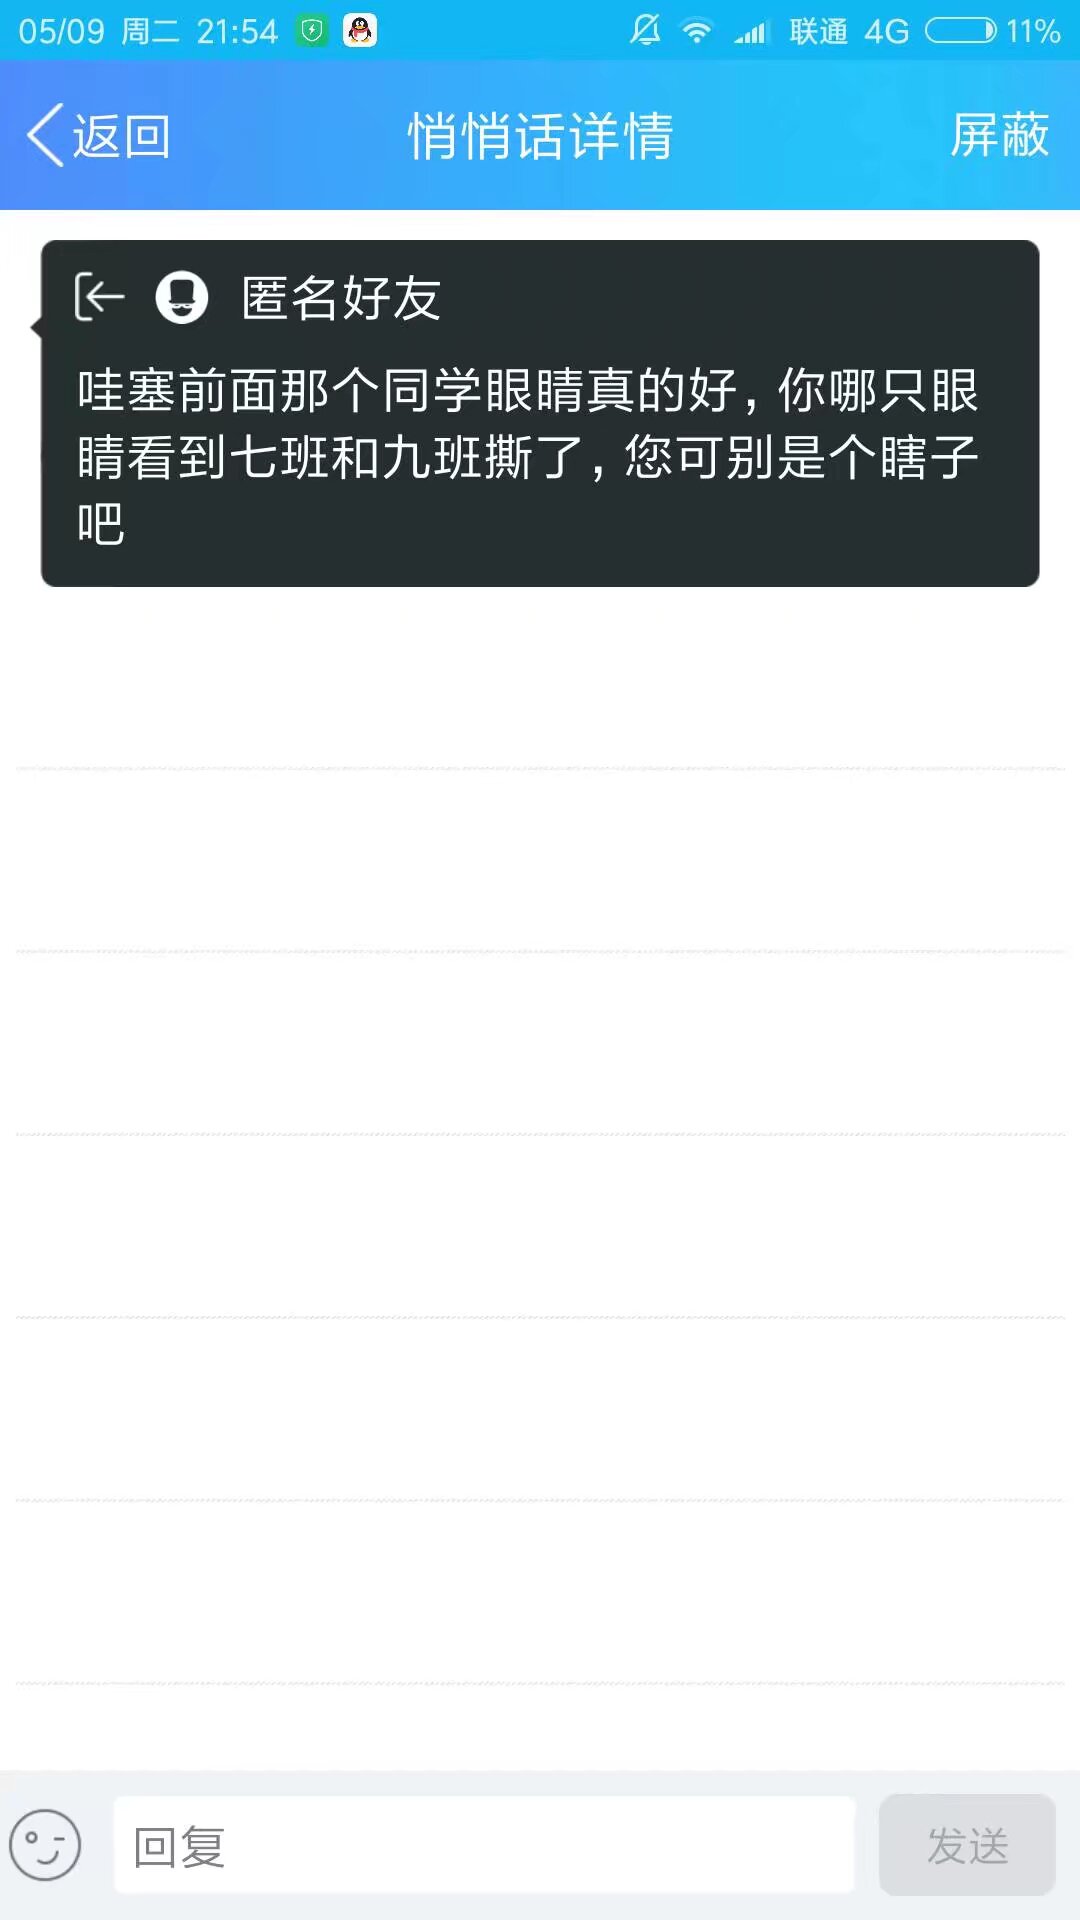 05/09 周二 21:54 联通 4G 11%
返回 悄悄话详情 屏蔽
匿名好友
哇塞前面那个同学眼睛真的好，你哪只眼
睛看到七班和九班撕了，您可别是个瞎子
吧
回复 发送